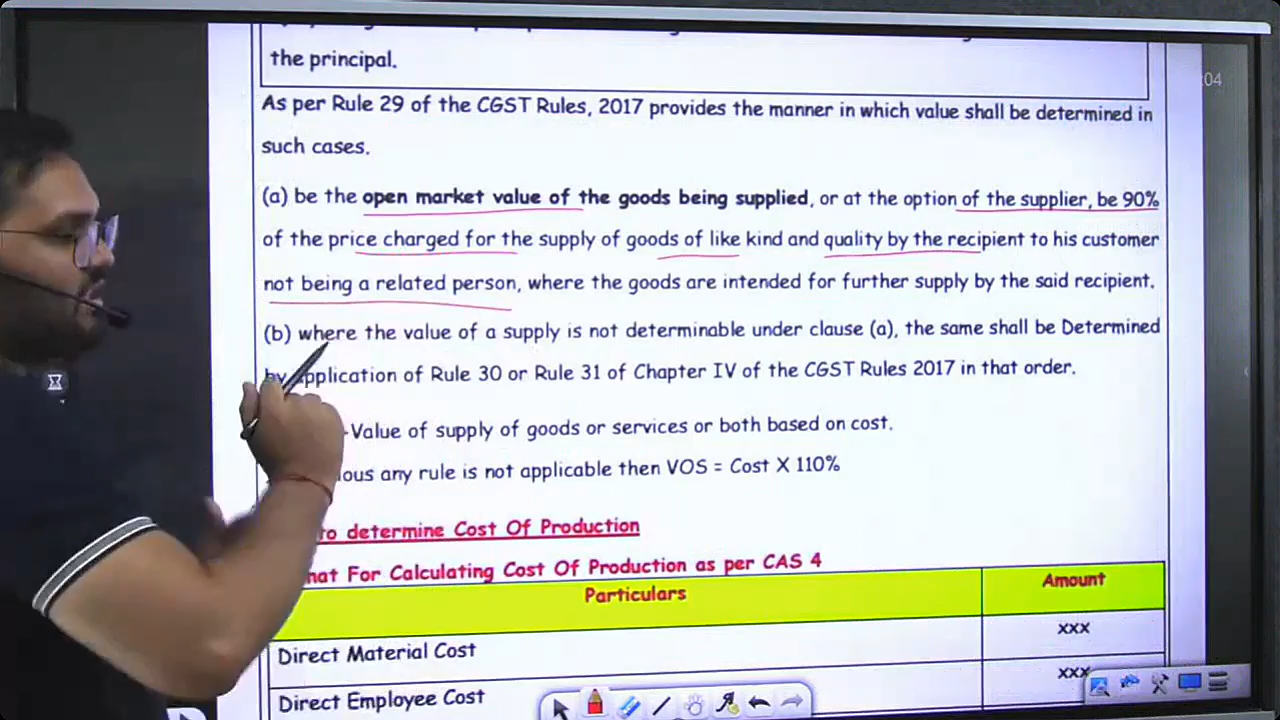 the principal.
:04
As per Rule 29 of the CGST Rules, 2017 provides the manner in which value shall be determined in
such cases.
(a) be the open market value of the goods being supplied, or at the option of the supplier, be 90%
of the price charged for the supply of goods of like kind and quality by the recipient to his customer
not being a related person, where the goods are intended for further supply by the said recipient.
(b) where the value of a supply is not determinable under clause (a), the same shall be Determined
by application of Rule 30 or Rule 31 of Chapter IV of the CGST Rules 2017 in that order.
-Value of supply of goods or services or both based on cost.
any rule is not applicable then VOS = Cost X 110%
to determine Cost Of Production
For Calculating Cost Of Production as per CAS 4
Particulars Amount
Direct Material Cost xxx
Direct Employee Cost xxx